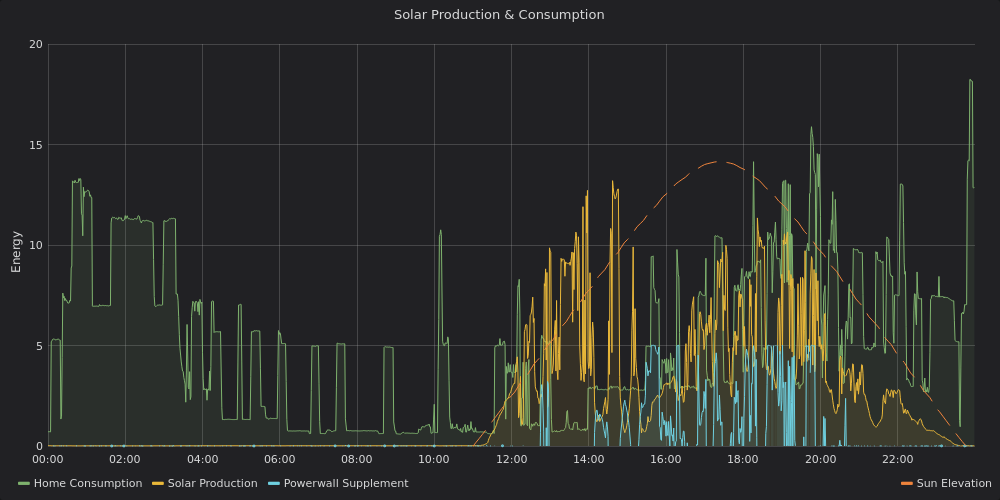 Solar Production & Consumption
Energy
20
15
10
5
0
00:00 02:00 04:00 06:00 08:00 10:00 12:00 14:00 16:00 18:00 20:00 22:00
Home Consumption Solar Production Powerwall Supplement Sun Elevation